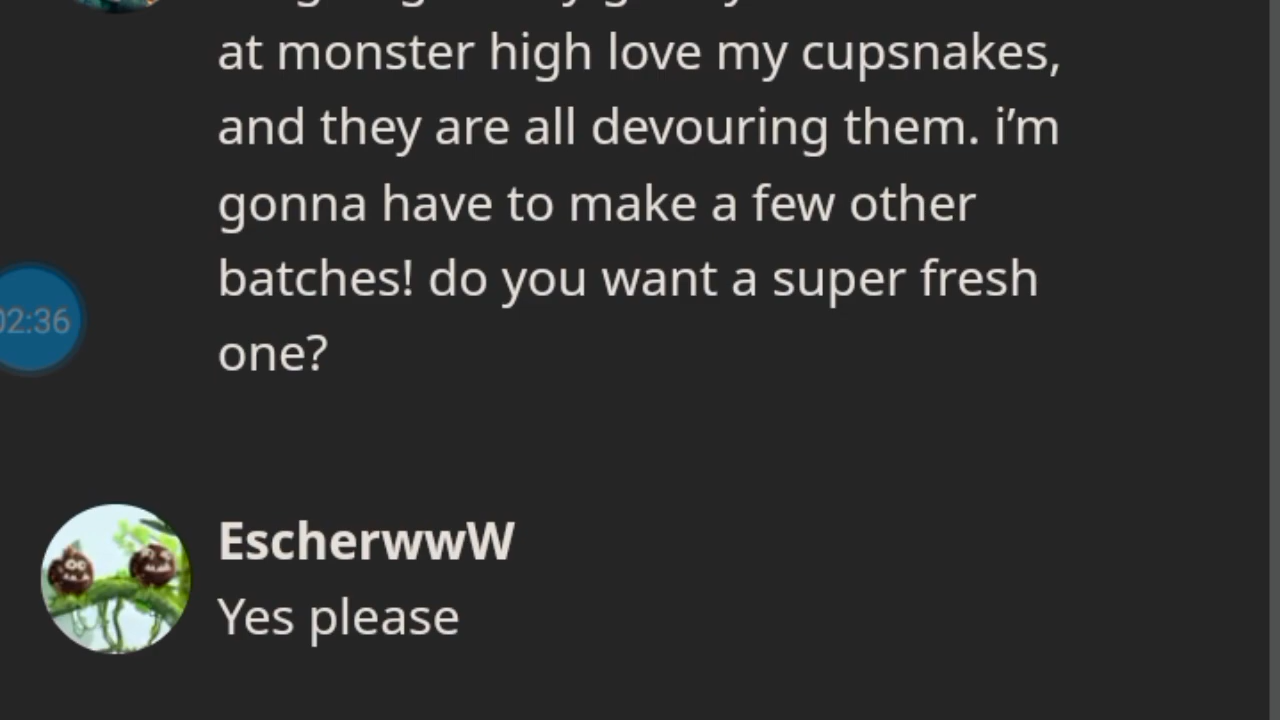 at monster high love my cupsnakes,
and they are all devouring them. i’m
gonna have to make a few other
batches! do you want a super fresh
one?
02:36
EscherwwW
Yes please